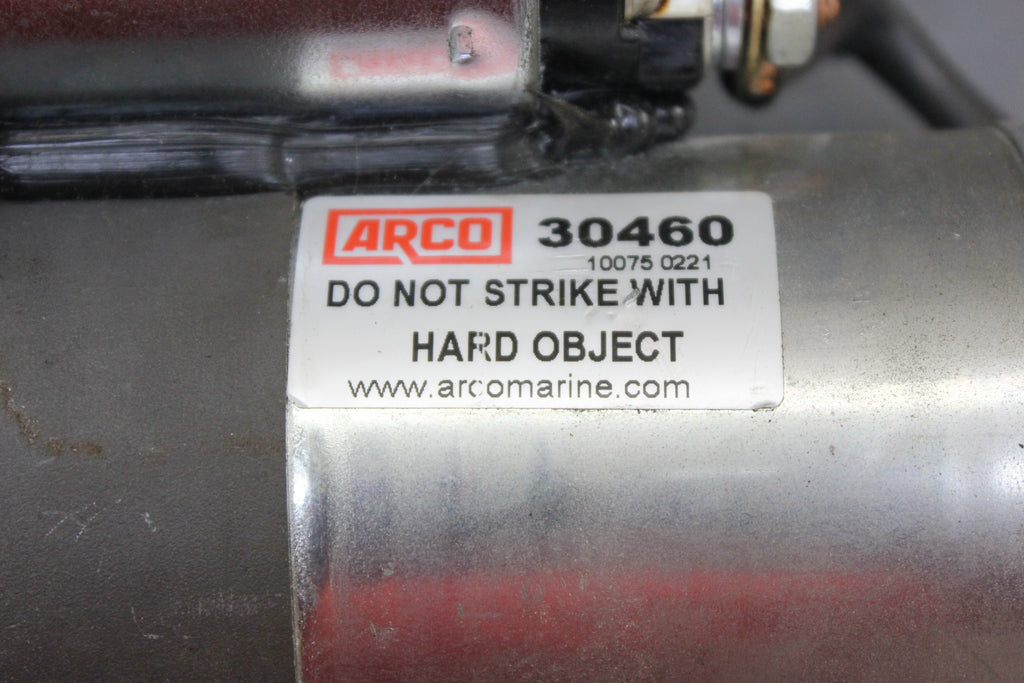 ARCO 30460
10075 0221
DO NOT STRIKE WITH
HARD OBJECT
www.arcomarine.com